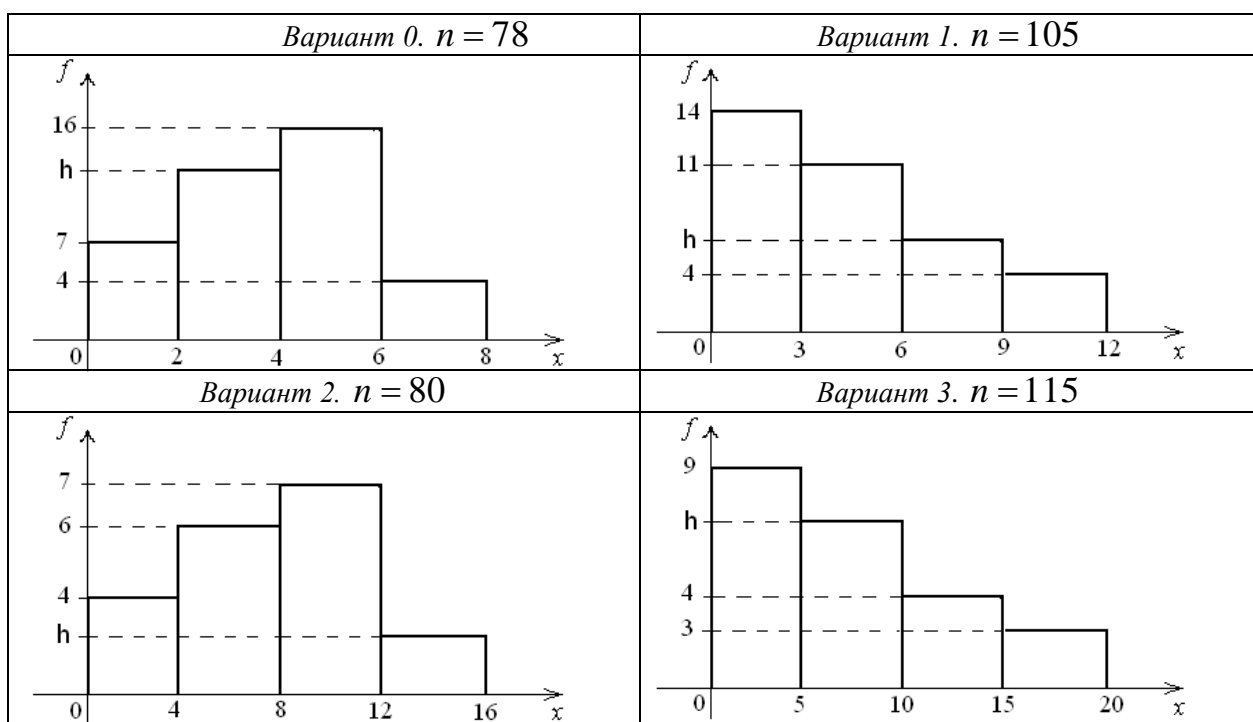 Вариант 0. n = 78
f
16
h
7
4
0 2 4 6 8 x
Вариант 1. n = 105
f
14
11
h
4
0 3 6 9 12 x
Вариант 2. n = 80
f
7
6
4
h
0 4 8 12 16 x
Вариант 3. n = 115
f
9
h
4
3
0 5 10 15 20 x